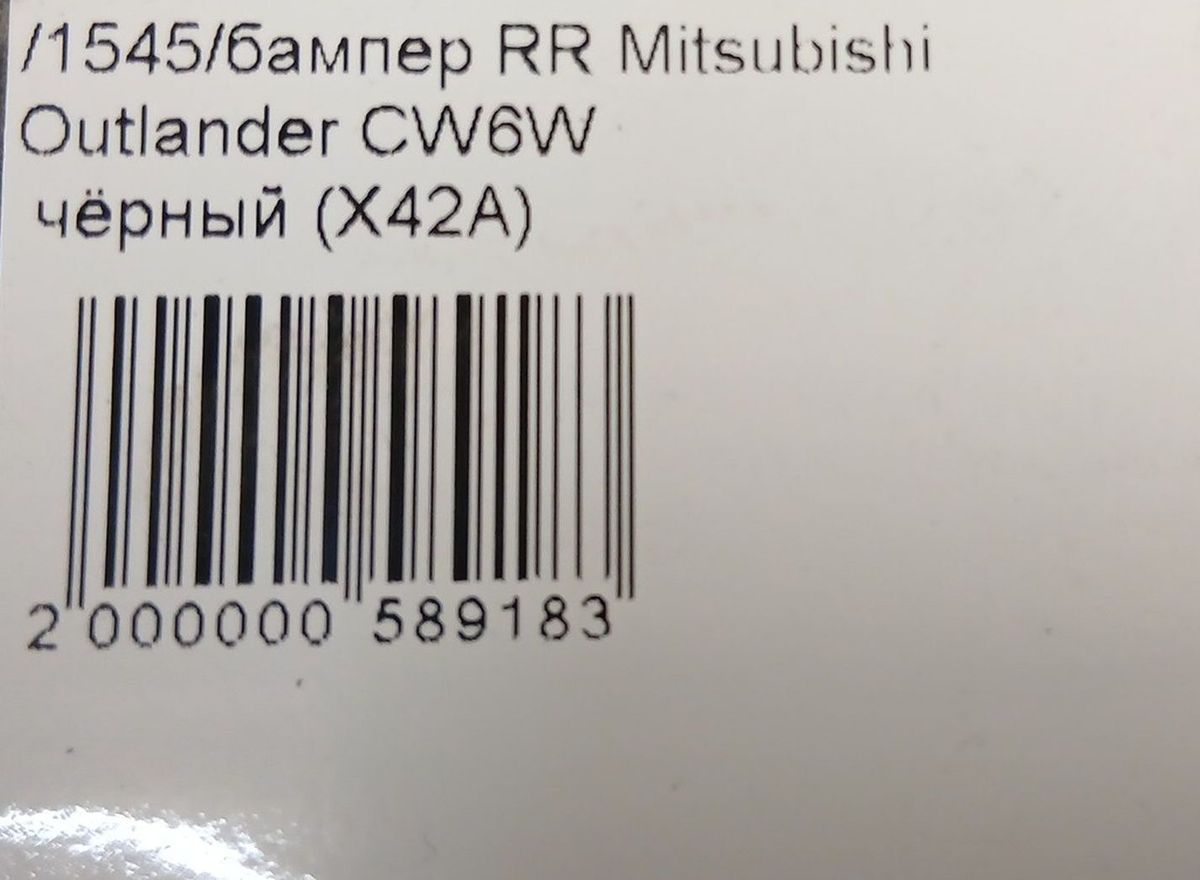 /1545/бампер RR Mitsubishi
Outlander CW6W
чёрный (X42A)
2 000000 589183